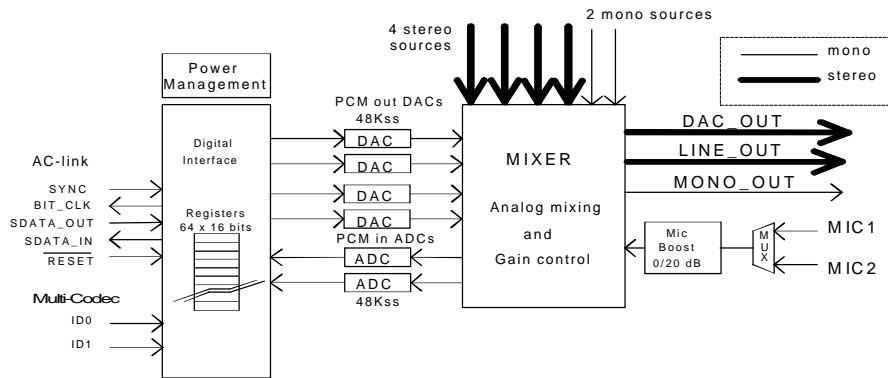 4 stereo
sources
2 mono sources
mono
stereo
Power
Management
PCM out DACs
48Kss
DAC
DAC
DAC
DAC
PCM in ADCs
ADC
ADC
48Kss
Digital
Interface
Registers
64 x 16 bits
AC-link
SYNC
BIT_CLK
SDATA_OUT
SDATA_IN
RESET
Multi-Codec
ID0
ID1
MIXER
Analog mixing
and
Gain control
DAC_OUT
LINE_OUT
MONO_OUT
Mic
Boost
0/20 dB
MUX
MIC1
MIC2